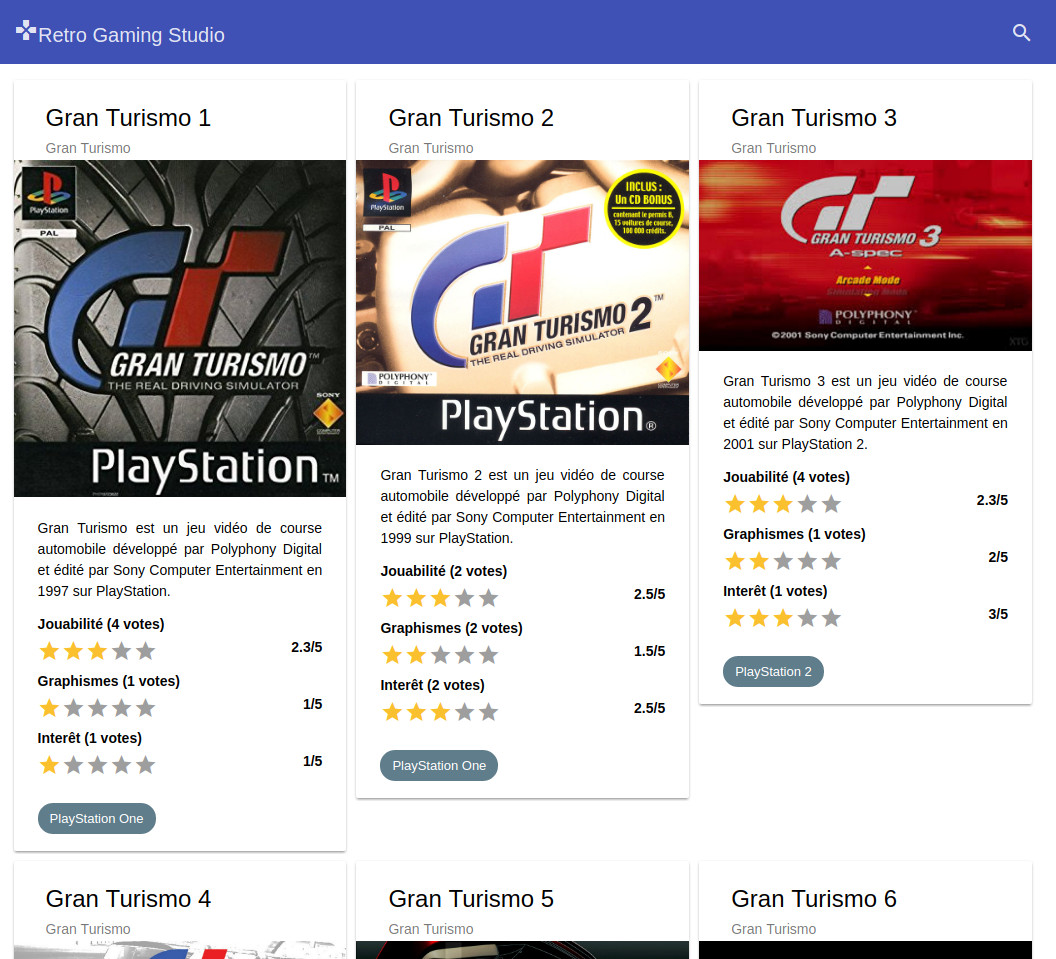 Retro Gaming Studio
Gran Turismo 1
Gran Turismo
PlayStation
PAL
GRAN TURISMO™
THE REAL DRIVING SIMULATOR
SONY
COMPUTER
PlayStation™
Gran Turismo est un jeu vidéo de course
automobile développé par Polyphony Digital
et édité par Sony Computer Entertainment en
1997 sur PlayStation.
Jouabilité (4 votes)
2.3/5
Graphismes (1 votes)
1/5
Interêt (1 votes)
1/5
PlayStation One
Gran Turismo 2
Gran Turismo
PlayStation
PAL
INCLUS :
Un CD BONUS
contenant le permis B,
15 voitures de course,
100 000 crédits.
GRAN TURISMO 2™
THE REAL DRIVING SIMULATOR
POLYPHONY
DIGITAL
PlayStation®
Gran Turismo 2 est un jeu vidéo de course
automobile développé par Polyphony Digital
et édité par Sony Computer Entertainment en
1999 sur PlayStation.
Jouabilité (2 votes)
2.5/5
Graphismes (2 votes)
1.5/5
Interêt (2 votes)
2.5/5
PlayStation One
Gran Turismo 3
Gran Turismo
GRAN TURISMO 3
A-spec
Arcade Mode
Simulation Mode
POLYPHONY
DIGITAL
©2001 Sony Computer Entertainment Inc.
XTG
Gran Turismo 3 est un jeu vidéo de course
automobile développé par Polyphony Digital
et édité par Sony Computer Entertainment en
2001 sur PlayStation 2.
Jouabilité (4 votes)
2.3/5
Graphismes (1 votes)
2/5
Interêt (1 votes)
3/5
PlayStation 2
Gran Turismo 4
Gran Turismo
Gran Turismo 5
Gran Turismo
Gran Turismo 6
Gran Turismo